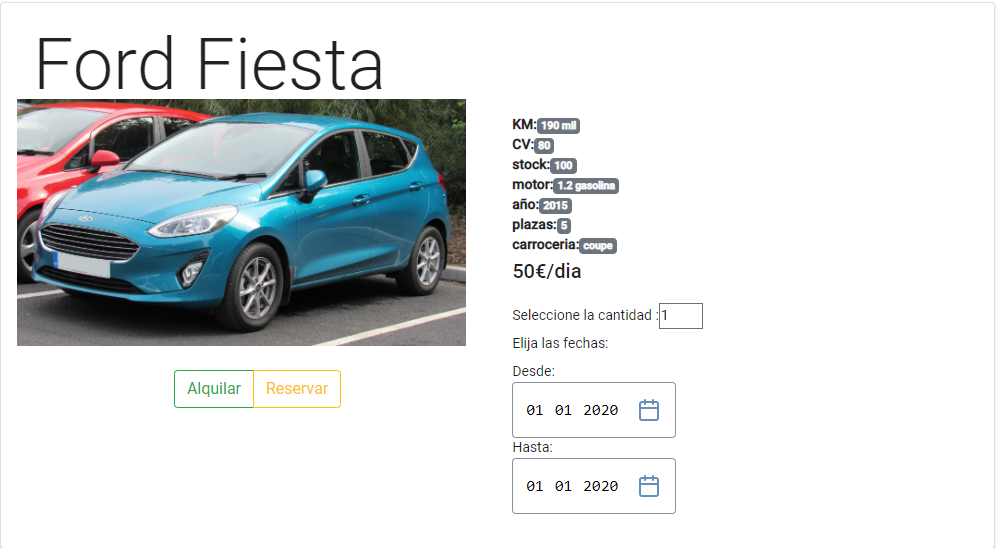 Ford Fiesta
KM:190 mil
CV:80
stock:100
motor:1.2 gasolina
año:2015
plazas:5
carroceria:coupe
50€/dia
Seleccione la cantidad :1
Elija las fechas:
Desde:
01 01 2020
Hasta:
01 01 2020
Alquilar Reservar